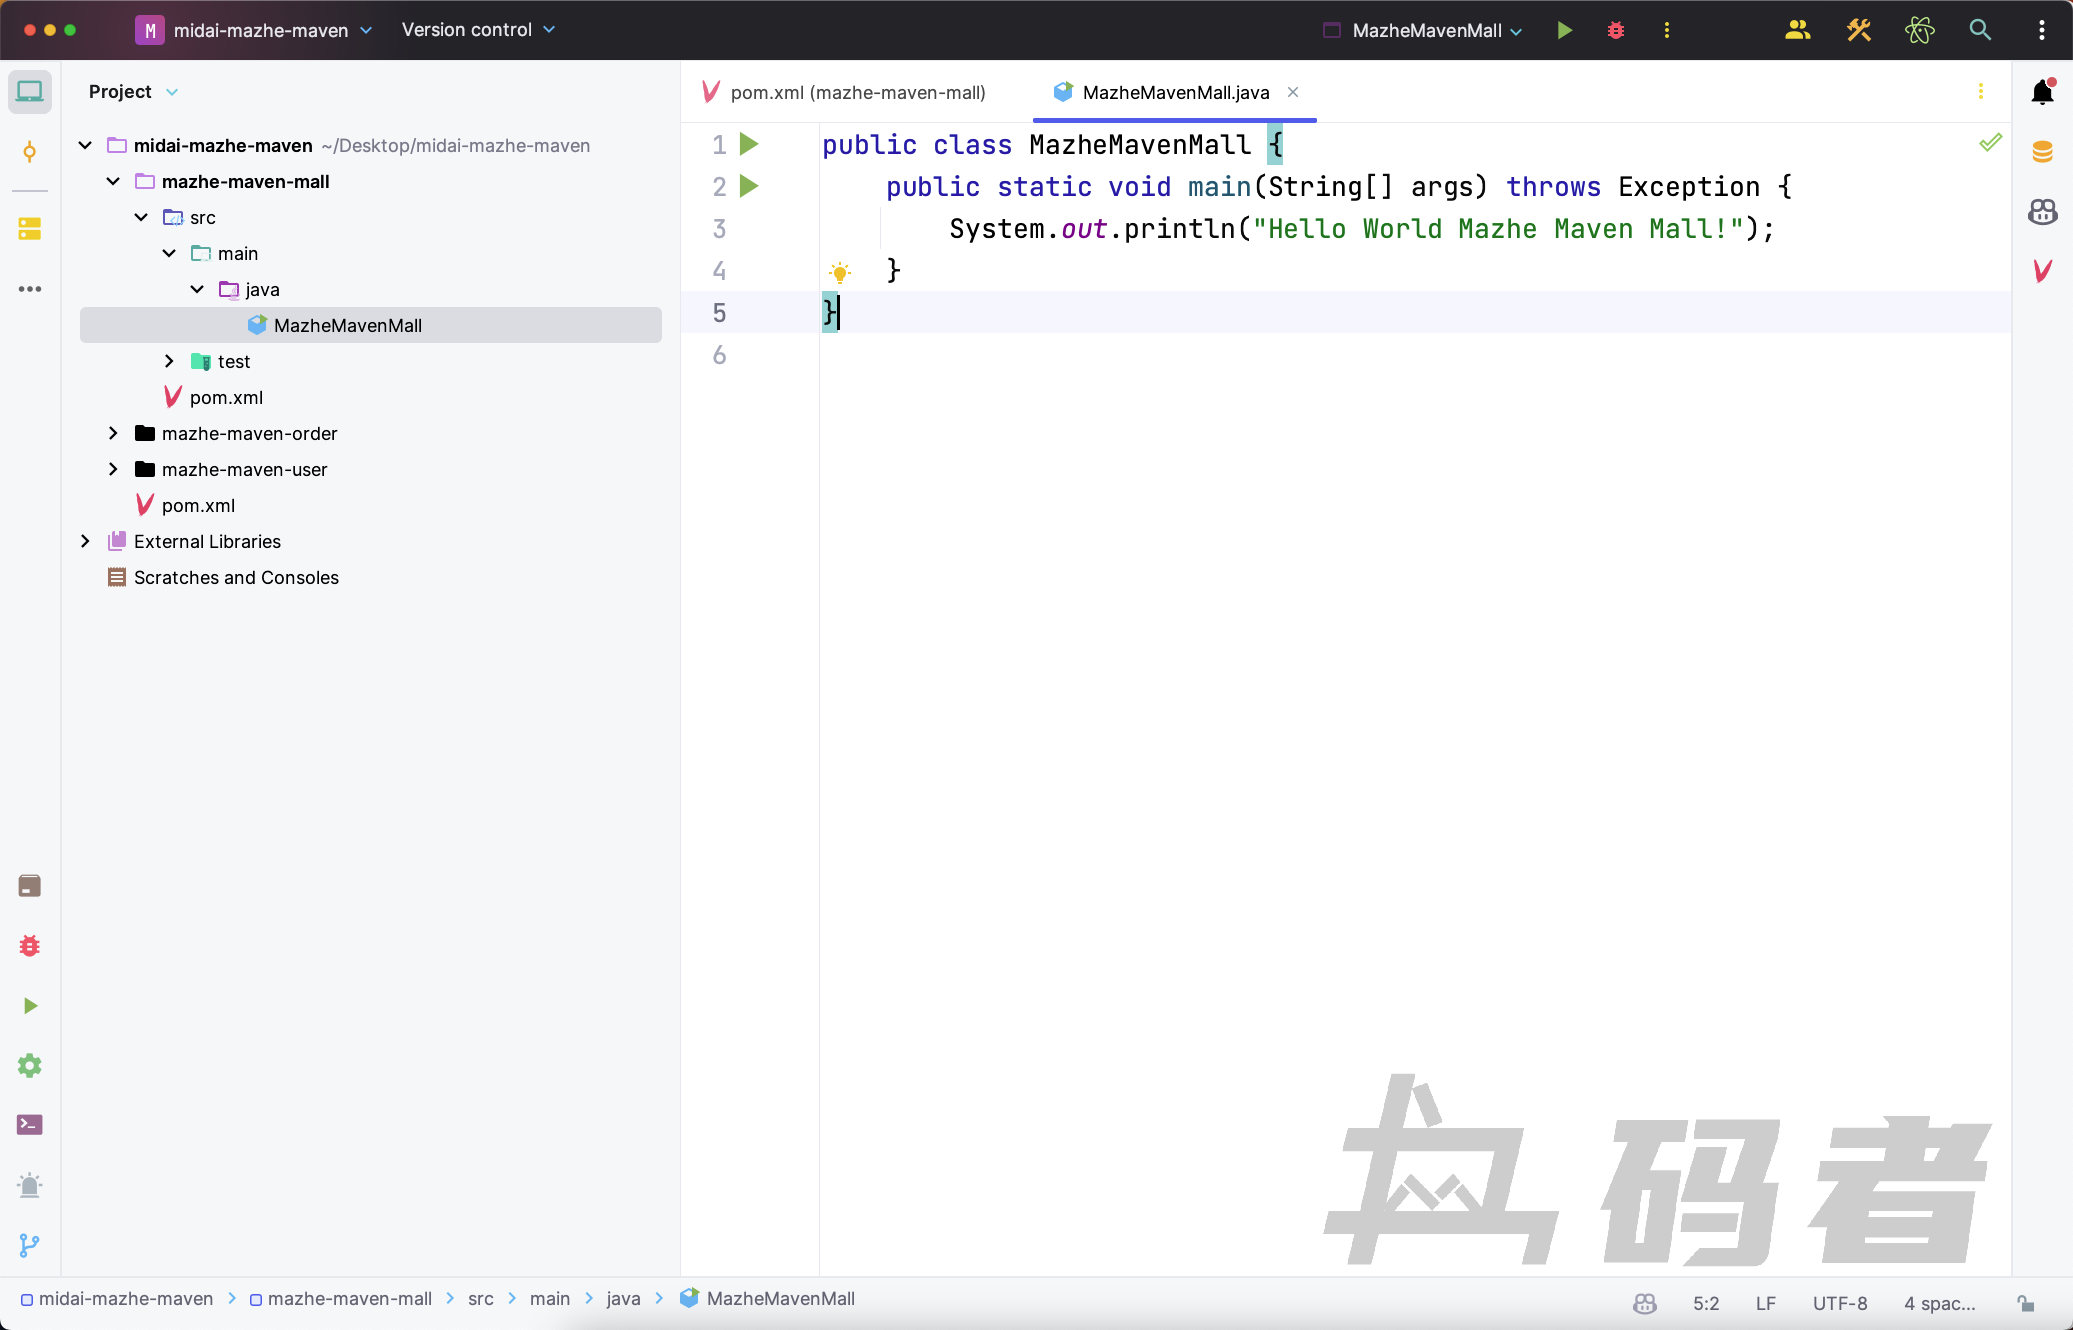 M midai-mazhe-maven Version control MazheMavenMall
Project
midai-mazhe-maven ~/Desktop/midai-mazhe-maven
mazhe-maven-mall
src
main
java
MazheMavenMall
test
pom.xml
mazhe-maven-order
mazhe-maven-user
pom.xml
External Libraries
Scratches and Consoles
pom.xml (mazhe-maven-mall) MazheMavenMall.java
1 public class MazheMavenMall {
2 public static void main(String[] args) throws Exception {
3 System.out.println("Hello World Mazhe Maven Mall!");
4 }
5 }
6
码者
midai-mazhe-maven > mazhe-maven-mall > src > main > java > MazheMavenMall
5:2 LF UTF-8 4 spac...